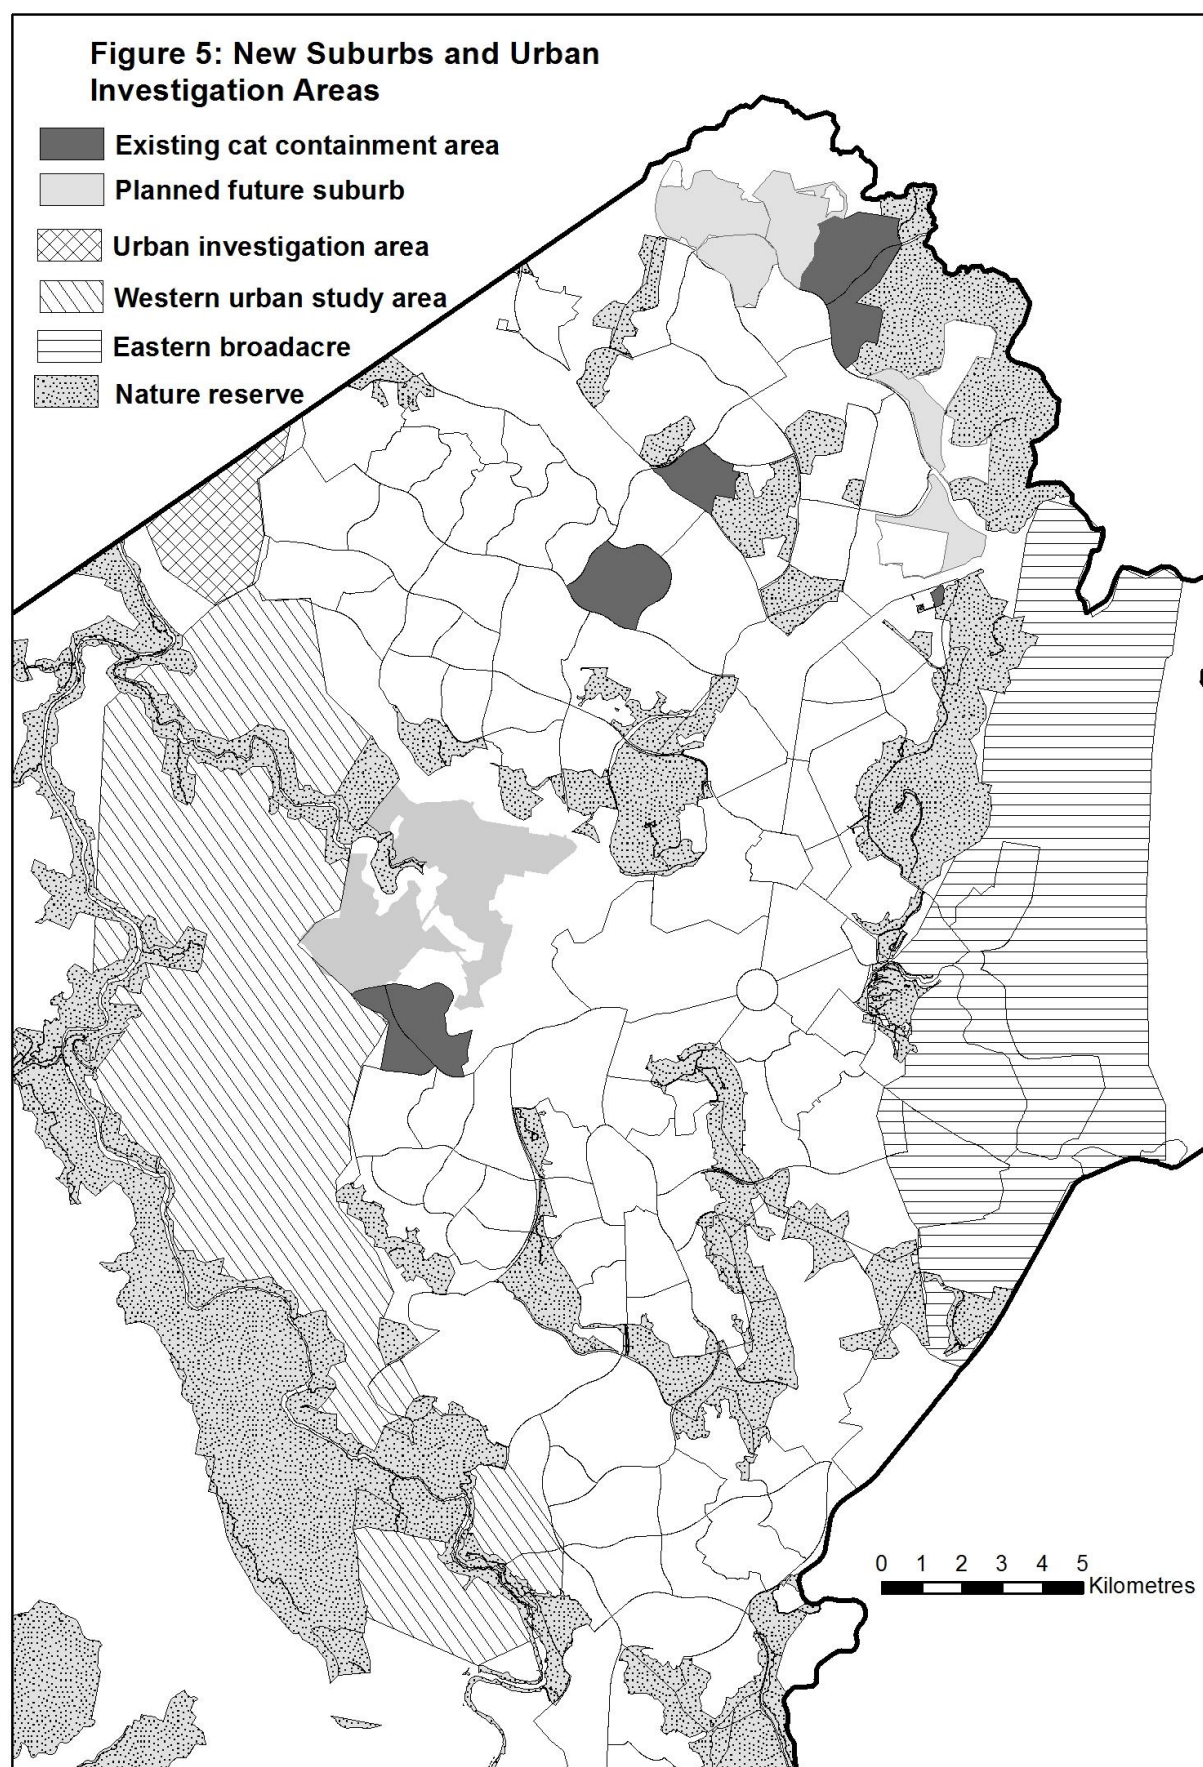 Figure 5: New Suburbs and Urban
Investigation Areas
Existing cat containment area
Planned future suburb
Urban investigation area
Western urban study area
Eastern broadacre
Nature reserve
0 1 2 3 4 5
Kilometres